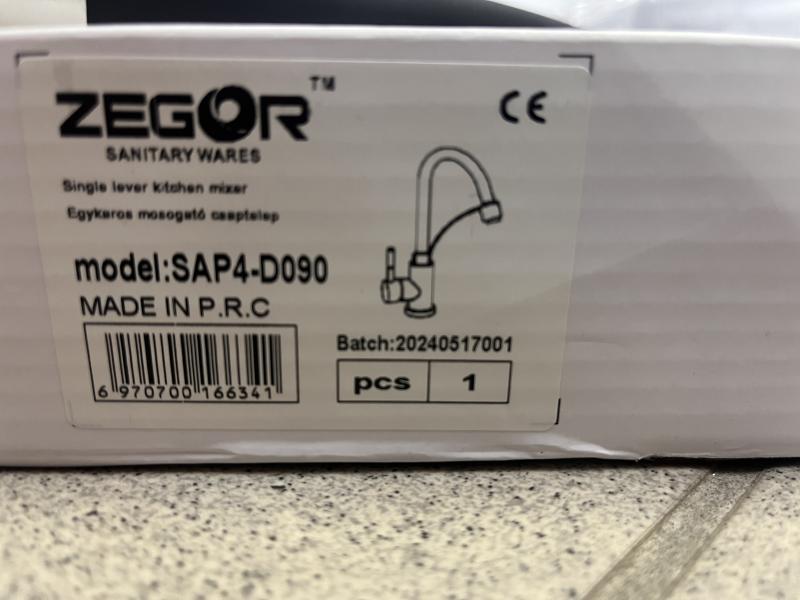 ZEGOR™
SANITARY WARES
CE
Single lever kitchen mixer
Egykaros mosogató csaptelep
model:SAP4-D090
MADE IN P.R.C
6 970700 166341
Batch:20240517001
pcs 1